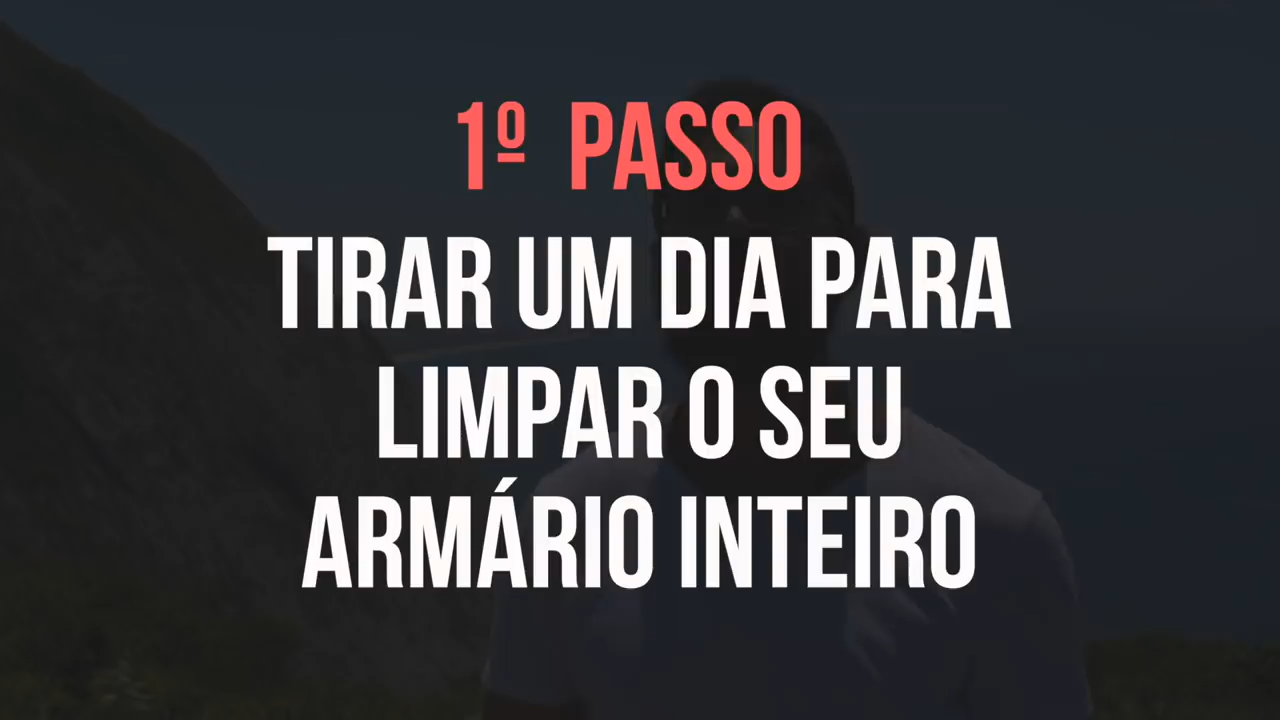 1º PASSO
TIRAR UM DIA PARA
LIMPAR O SEU
ARMÁRIO INTEIRO